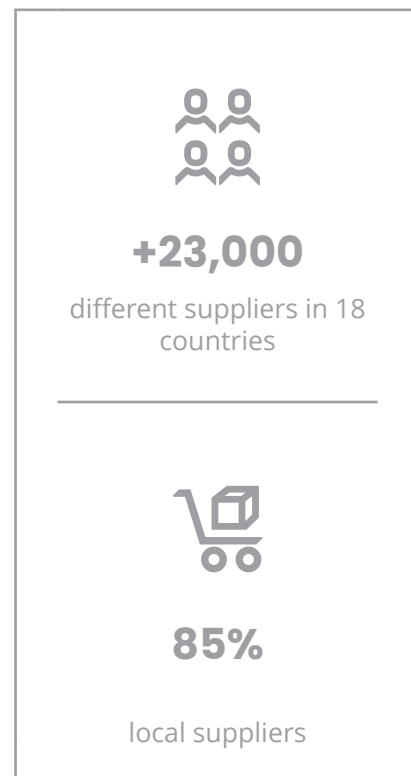 +23,000
different suppliers in 18
countries
85%
local suppliers